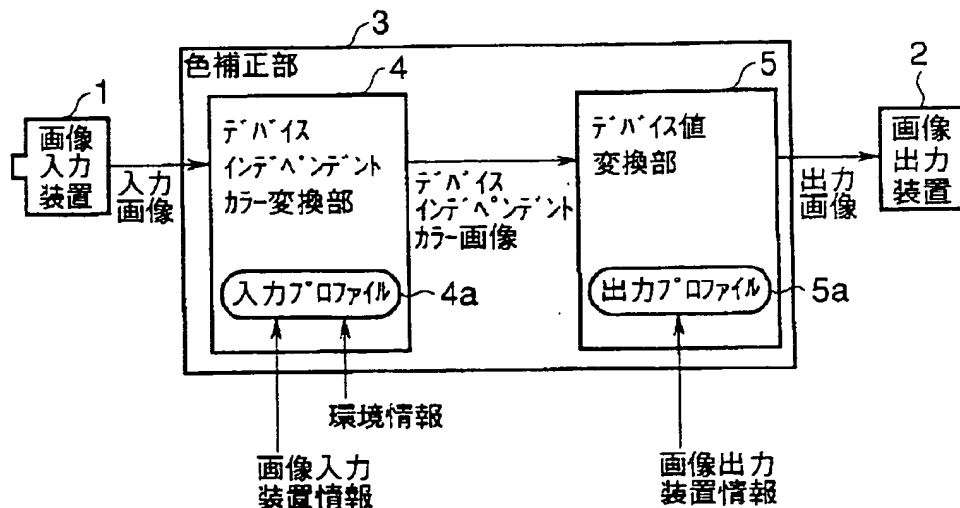 3
色補正部
1
画像
入力
装置
入力
画像
4
デバイス
インデペンデント
カラー変換部
入力プロファイル
4a
デバイス
インデペンデント
カラー画像
5
デバイス値
変換部
出力プロファイル
5a
出力
画像
2
画像
出力
装置
環境情報
画像入力
装置情報
画像出力
装置情報